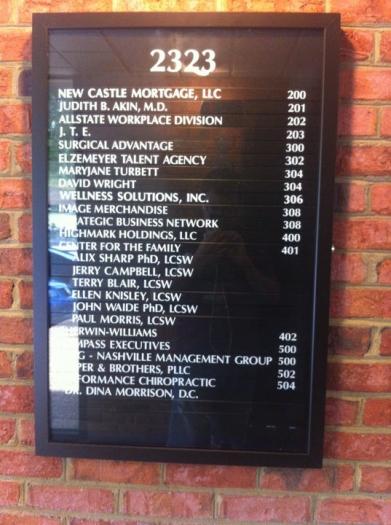 2323
NEW CASTLE MORTGAGE, LLC 200
JUDITH B. AKIN, M.D. 201
ALLSTATE WORKPLACE DIVISION 202
J. T. E. 203
SURGICAL ADVANTAGE 300
ELZEMEYER TALENT AGENCY 302
MARYJANE TURBETT 304
DAVID WRIGHT 304
WELLNESS SOLUTIONS, INC. 306
IMAGE MERCHANDISE 308
STRATEGIC BUSINESS NETWORK 308
HIGHMARK HOLDINGS, LLC 400
CENTER FOR THE FAMILY 401
ALIX SHARP PhD, LCSW
JERRY CAMPBELL, LCSW
TERRY BLAIR, LCSW
ELLEN KNISLEY, LCSW
JOHN WAIDE PhD, LCSW
PAUL MORRIS, LCSW
SHERWIN-WILLIAMS 402
EXECUTIVES 500
- NASHVILLE MANAGEMENT GROUP 500
& BROTHERS, PLLC 502
PERFORMANCE CHIROPRACTIC 504
DR. DINA MORRISON, D.C.